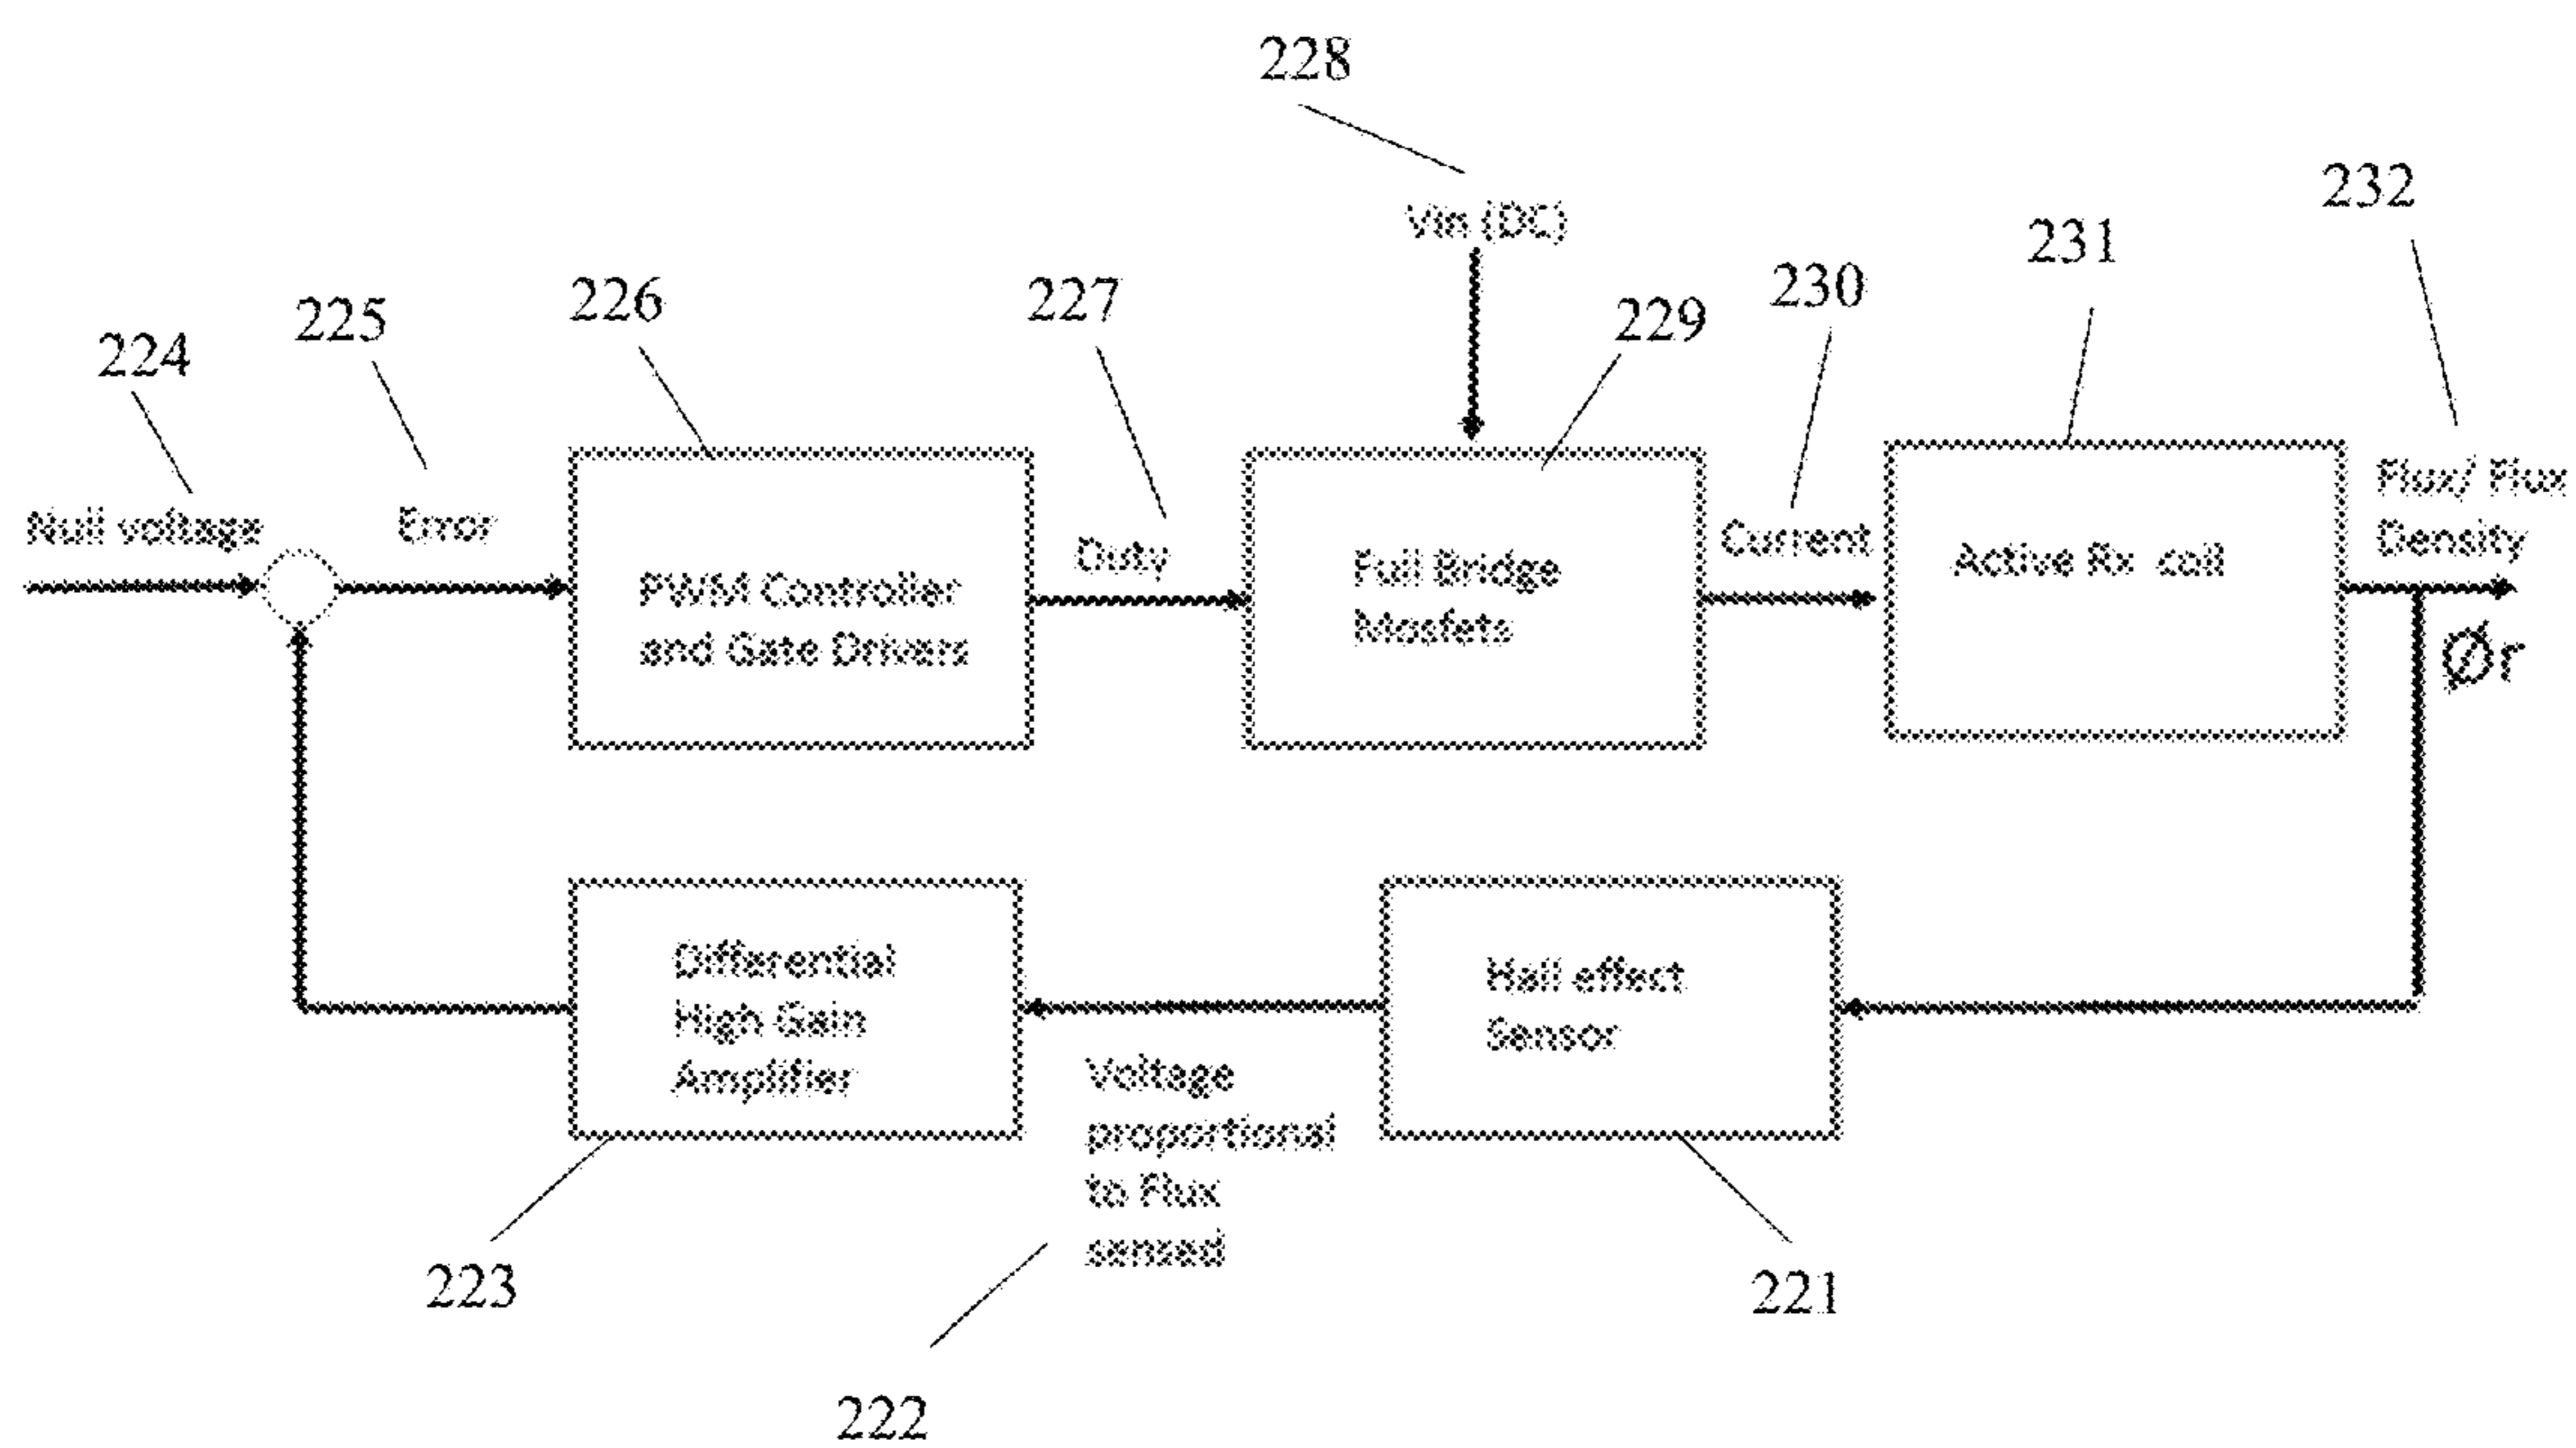 228
232
231
230
227
226
229
225
224
Vin (DC)
Flux/ Flux
Density
Null voltage
Error
Duty
Current
PWM Controller
and Gate Drivers
Full Bridge
Mosfets
Active Rx coil
Ør
Differential
High Gain
Amplifier
Hall effect
Sensor
Voltage
proportional
to Flux
sensed
223
221
222